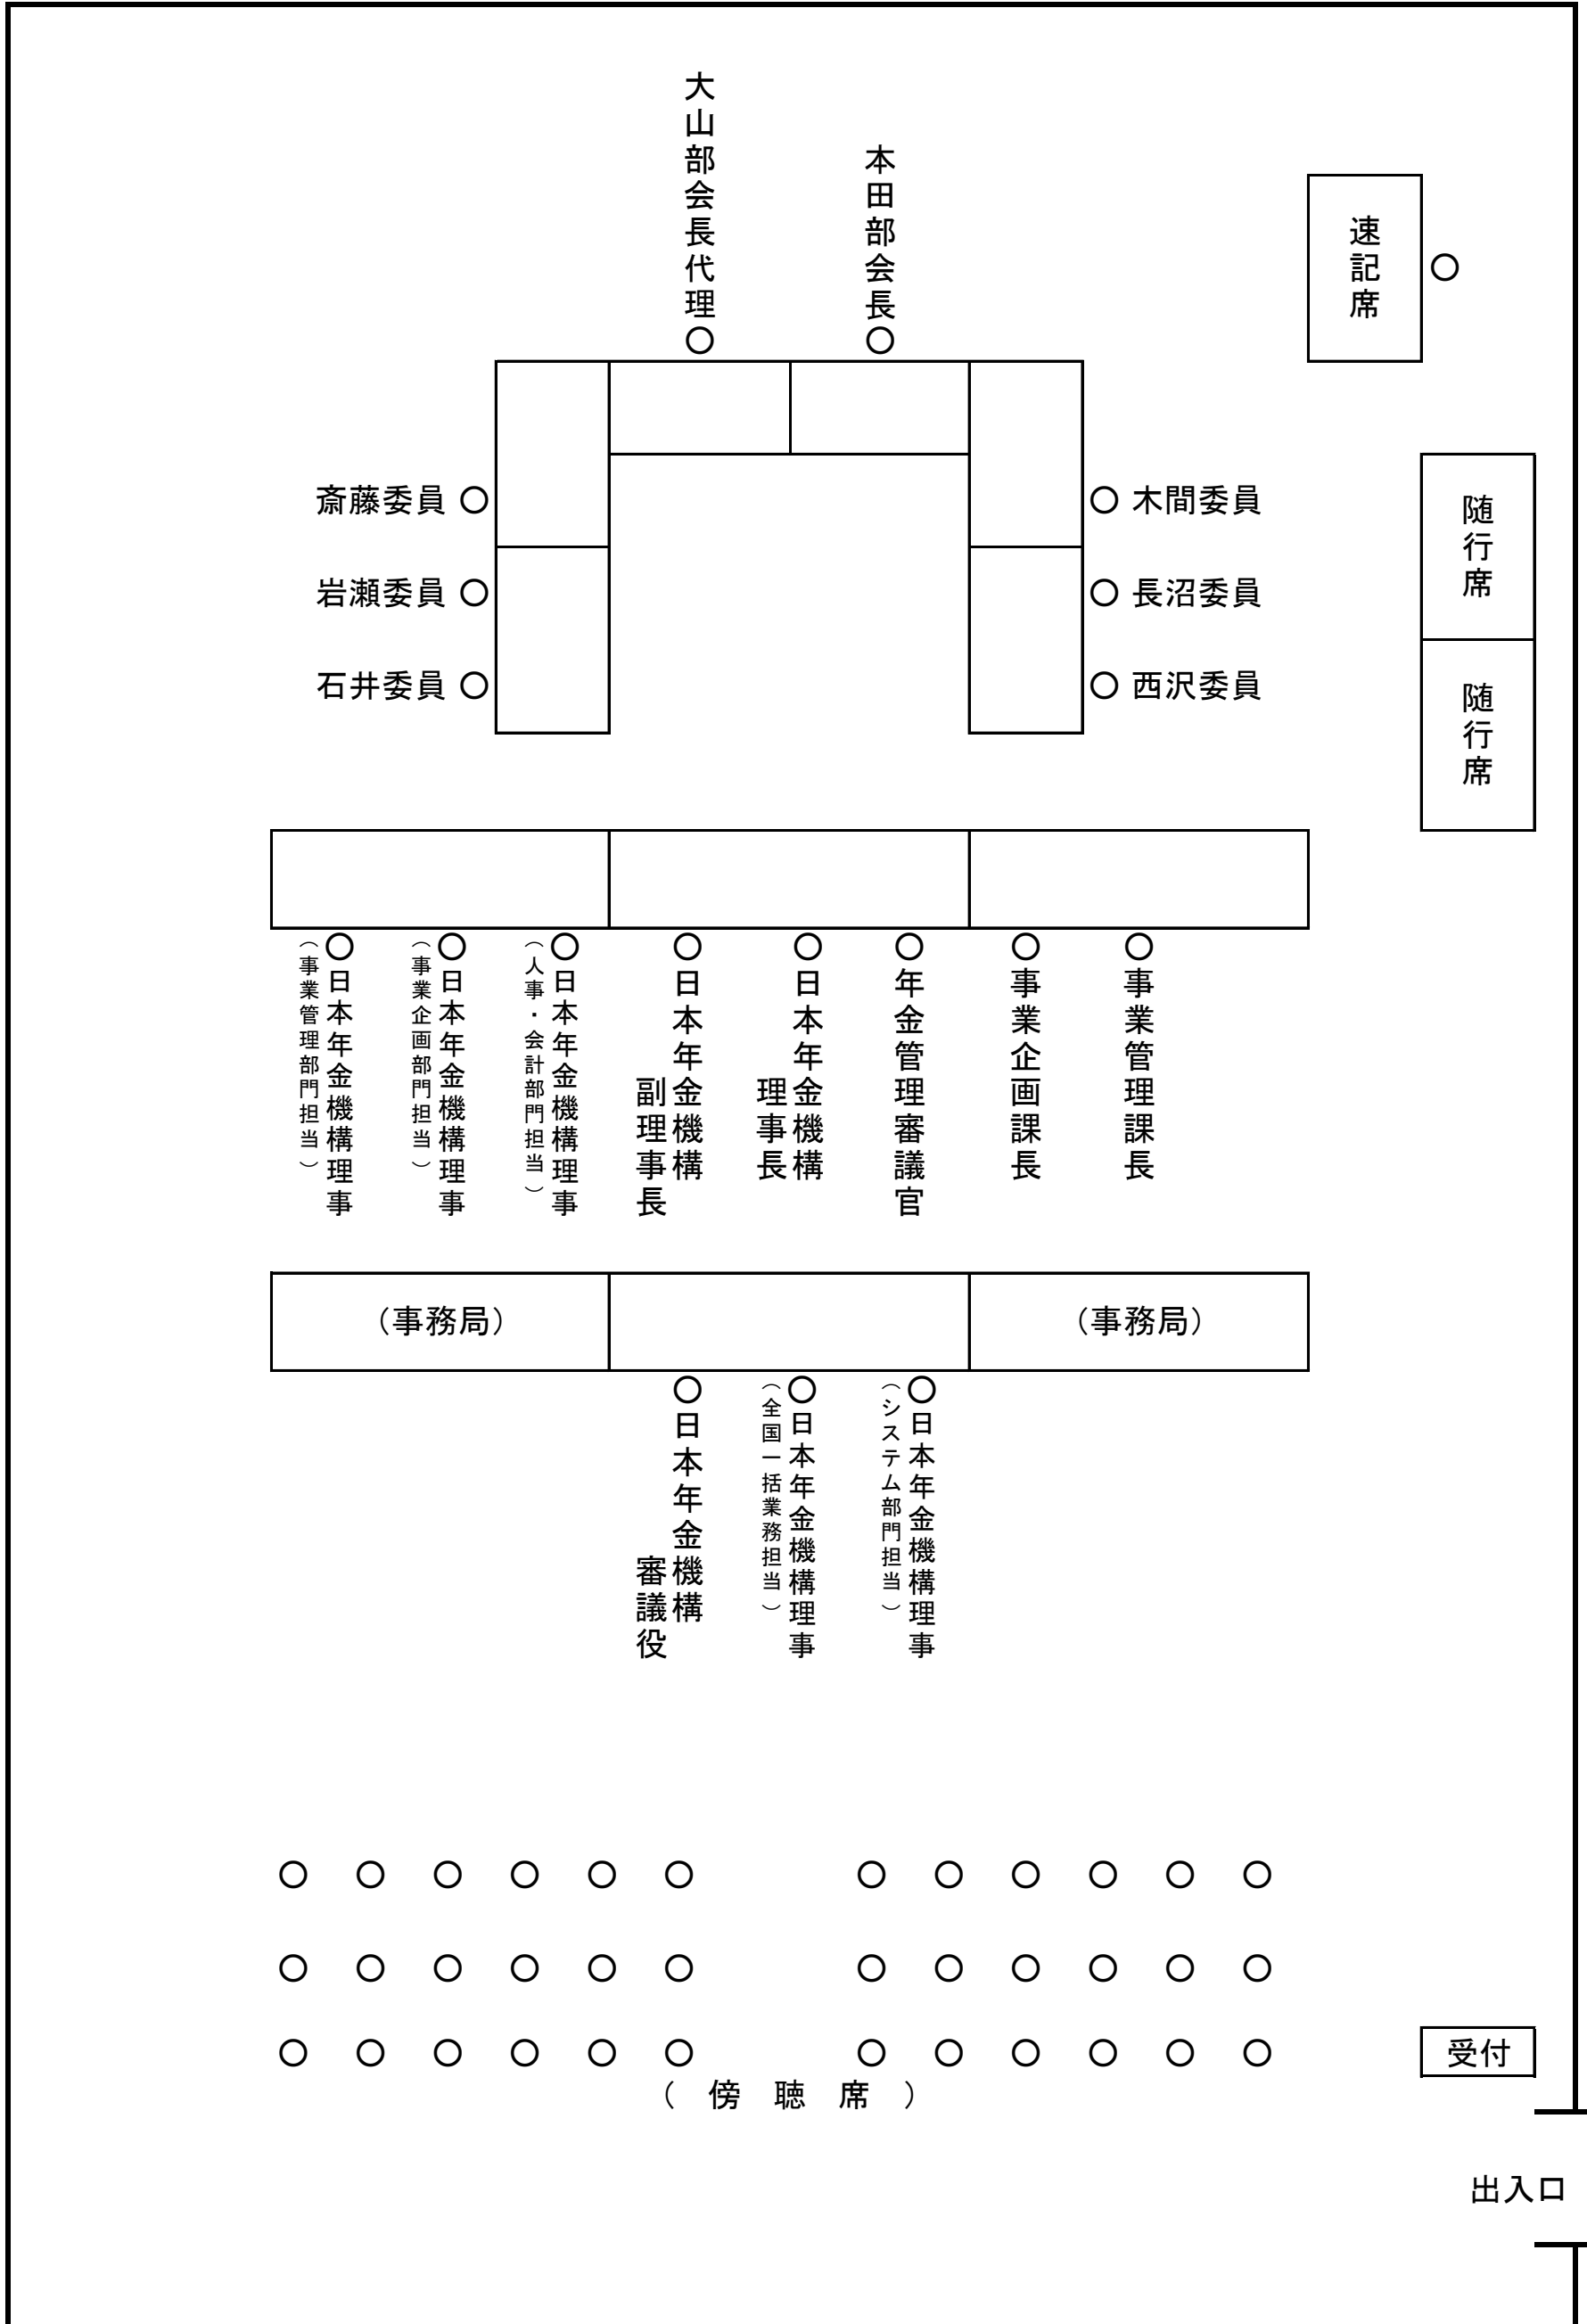 大山部会長代理○
本田部会長○
速記席
○
斎藤委員 ○
○ 木間委員
岩瀬委員 ○
○ 長沼委員
石井委員 ○
○ 西沢委員
随行席
随行席
○事業管理課長
○事業企画課長
○年金管理審議官
○日本年金機構
理事長
○日本年金機構
副理事長
○日本年金機構理事
（人事・会計部門担当）
○日本年金機構理事
（事業企画部門担当）
○日本年金機構理事
（事業管理部門担当）
（事務局）
（事務局）
○日本年金機構理事
（システム部門担当）
○日本年金機構理事
（全国一括業務担当）
○日本年金機構
審議役
○ ○ ○ ○ ○ ○ ○ ○ ○ ○ ○ ○
○ ○ ○ ○ ○ ○ ○ ○ ○ ○ ○ ○
○ ○ ○ ○ ○ ○ ○ ○ ○ ○ ○ ○
受付
（ 傍 聴 席 ）
出入口